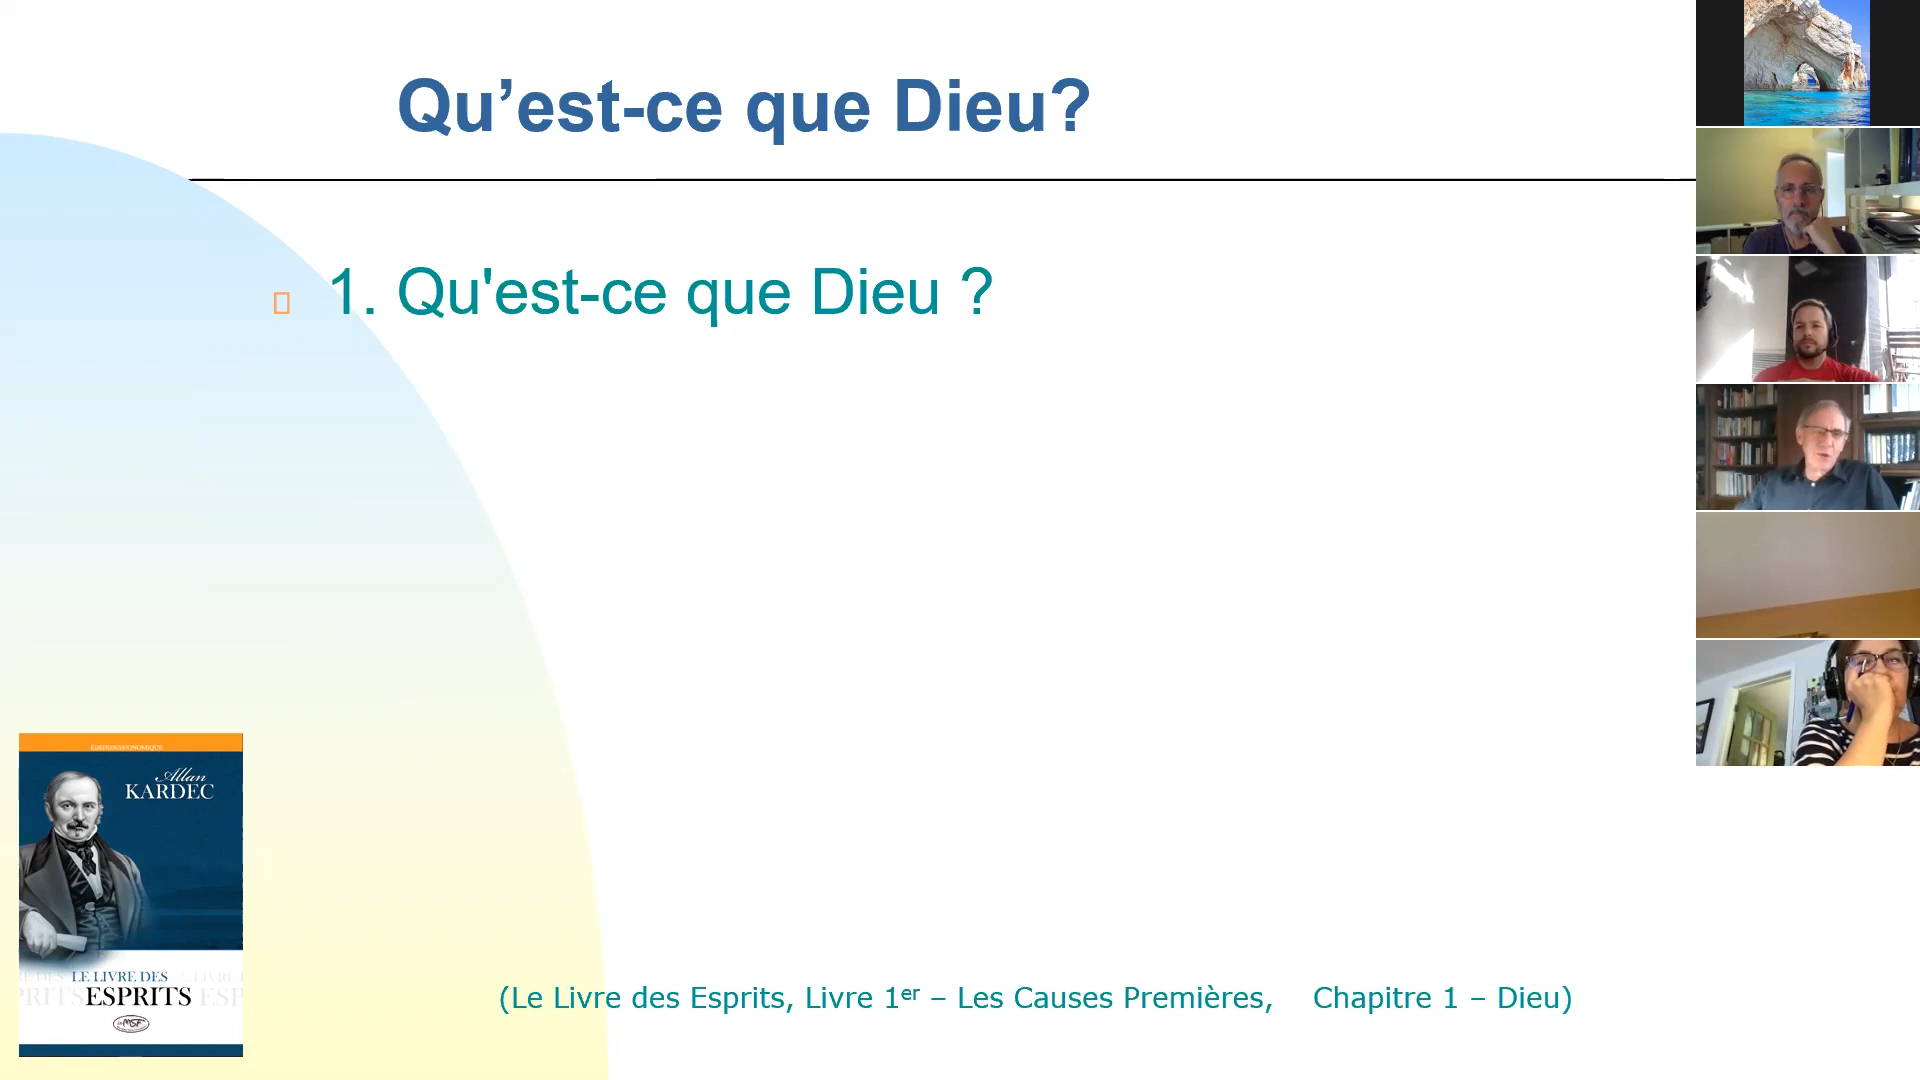 Qu’est-ce que Dieu?
1. Qu'est-ce que Dieu ?
Allan
KARDEC
LE LIVRE DES
ESPRITS
(Le Livre des Esprits, Livre 1er – Les Causes Premières, Chapitre 1 – Dieu)